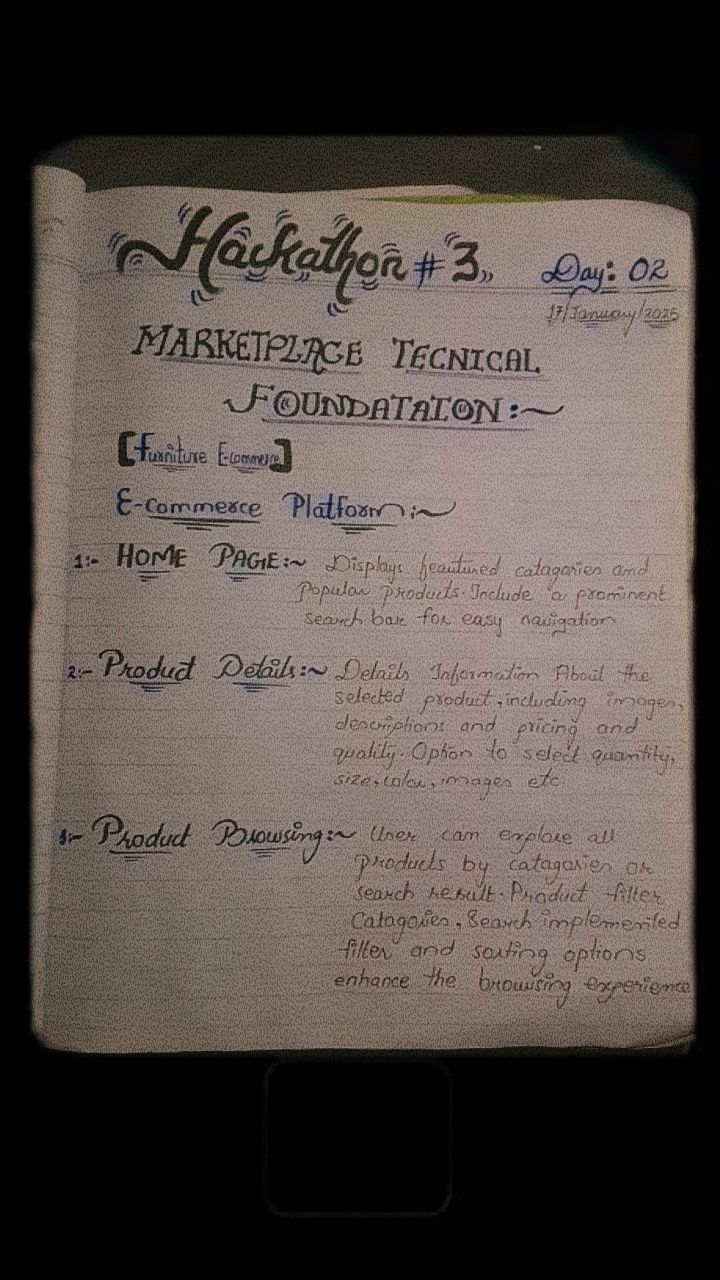 Hackathon #3
Day: 02
17/January/2025
MARKETPLACE TECNICAL
FOUNDATATION:~
[Furniture E-commerce]
E-commerce Platform:~
1:- HOME PAGE:~ Displays feautured catagories and
Popular products. Include a prominent
search bar for easy navigation
2:- Product Details:~ Details Information About the
selected product, including images,
descriptions and pricing and
quality. Option to select quantity,
size, colour, images etc
3:- Product Browsing:~ User can explore all
products by catagories or
search result. Product filter
Catagories, Search implemented
filter and sorting options
enhance the browsing experience